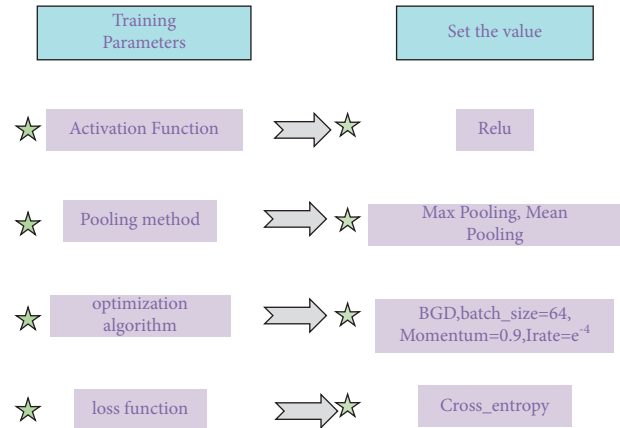 Training
Parameters
Set the value
Activation Function
Relu
Pooling method
Max Pooling, Mean
Pooling
optimization
algorithm
BGD,batch_size=64,
Momentum=0.9,Irate=e⁻⁴
loss function
Cross_entropy